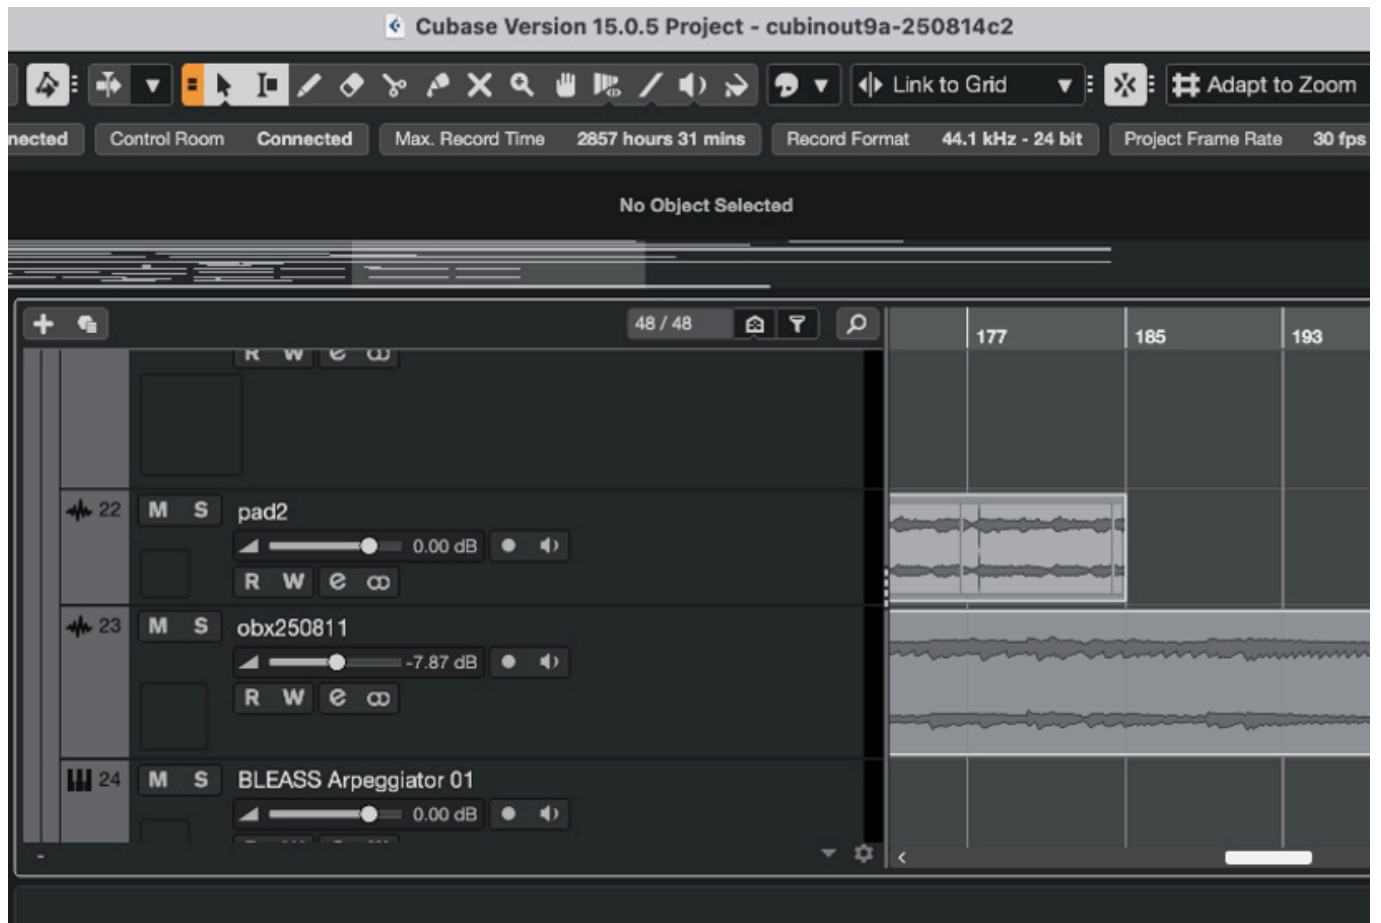 Cubase Version 15.0.5 Project - cubinout9a-250814c2
Link to Grid Adapt to Zoom
nected Control Room Connected Max. Record Time 2857 hours 31 mins Record Format 44.1 kHz - 24 bit Project Frame Rate 30 fps
No Object Selected
48 / 48 177 185 193
R W e
22 M S pad2
0.00 dB
R W e
23 M S obx250811
-7.87 dB
R W e
24 M S BLEASS Arpeggiator 01
0.00 dB